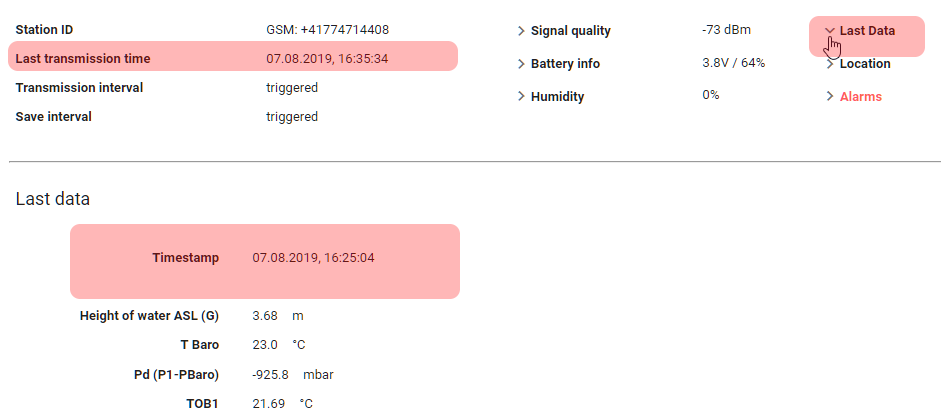 Station ID GSM: +41774714408 Signal quality -73 dBm Last Data
Last transmission time 07.08.2019, 16:35:34 Battery info 3.8V / 64% Location
Transmission interval triggered Humidity 0% Alarms
Save interval triggered
Last data
Timestamp 07.08.2019, 16:25:04
Height of water ASL (G) 3.68 m
T Baro 23.0 °C
Pd (P1-PBaro) -925.8 mbar
TOB1 21.69 °C